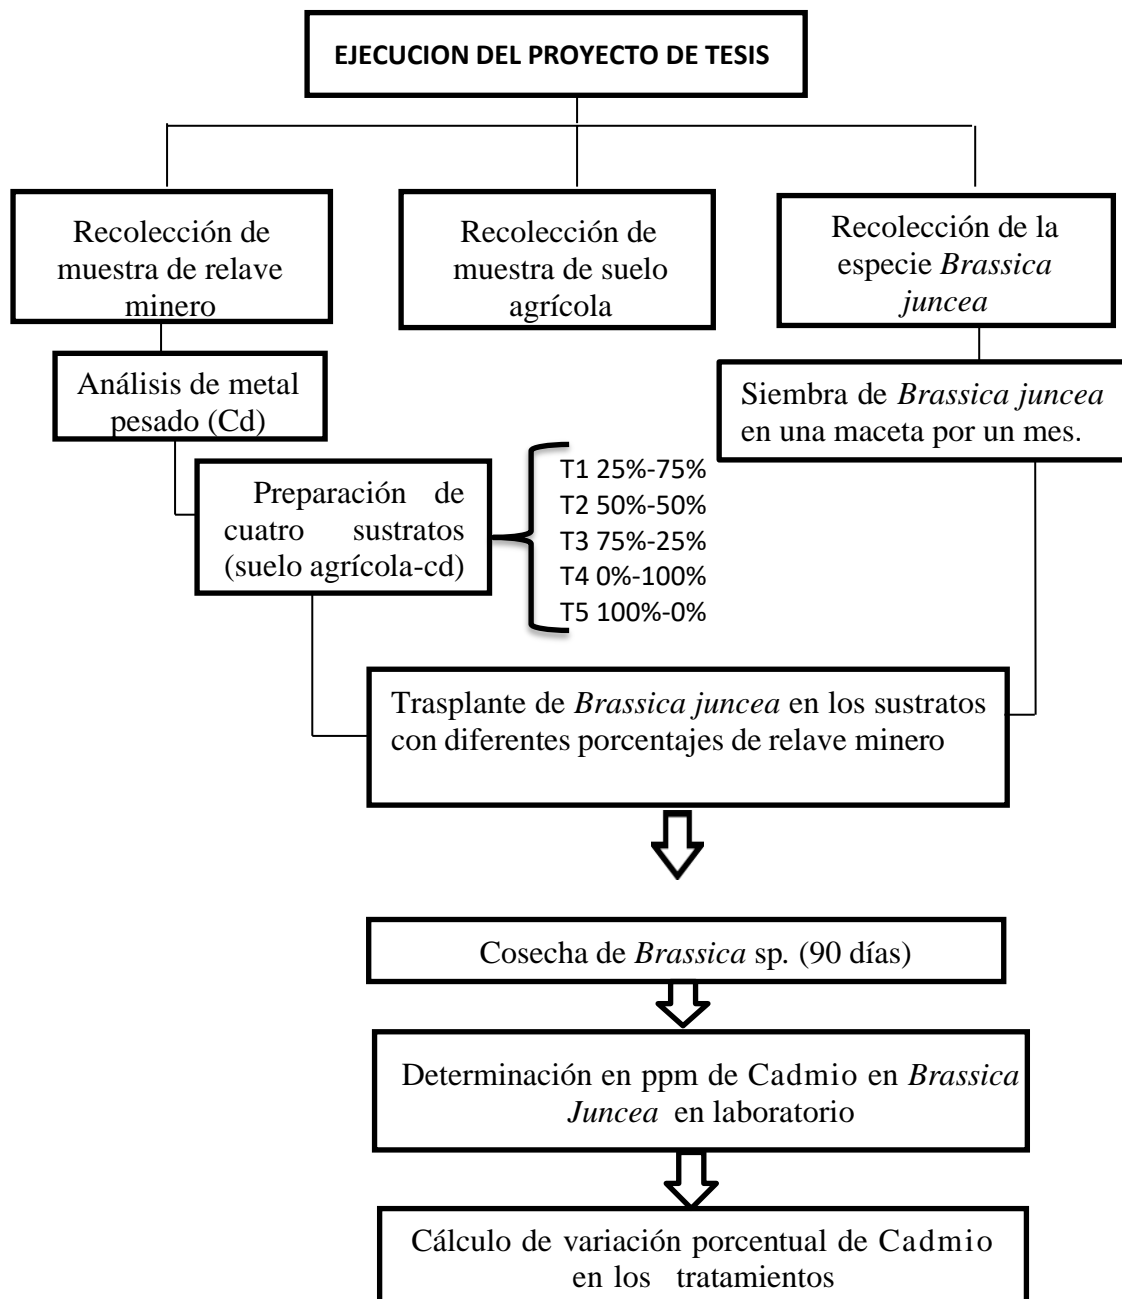 EJECUCION DEL PROYECTO DE TESIS
Recolección de
muestra de relave
minero
Recolección de
muestra de suelo
agrícola
Recolección de la
especie Brassica
juncea
Análisis de metal
pesado (Cd)
Siembra de Brassica juncea
en una maceta por un mes.
Preparación de
cuatro sustratos
(suelo agrícola-cd)
T1 25%-75%
T2 50%-50%
T3 75%-25%
T4 0%-100%
T5 100%-0%
Trasplante de Brassica juncea en los sustratos
con diferentes porcentajes de relave minero
Cosecha de Brassica sp. (90 días)
Determinación en ppm de Cadmio en Brassica
Juncea en laboratorio
Cálculo de variación porcentual de Cadmio
en los tratamientos